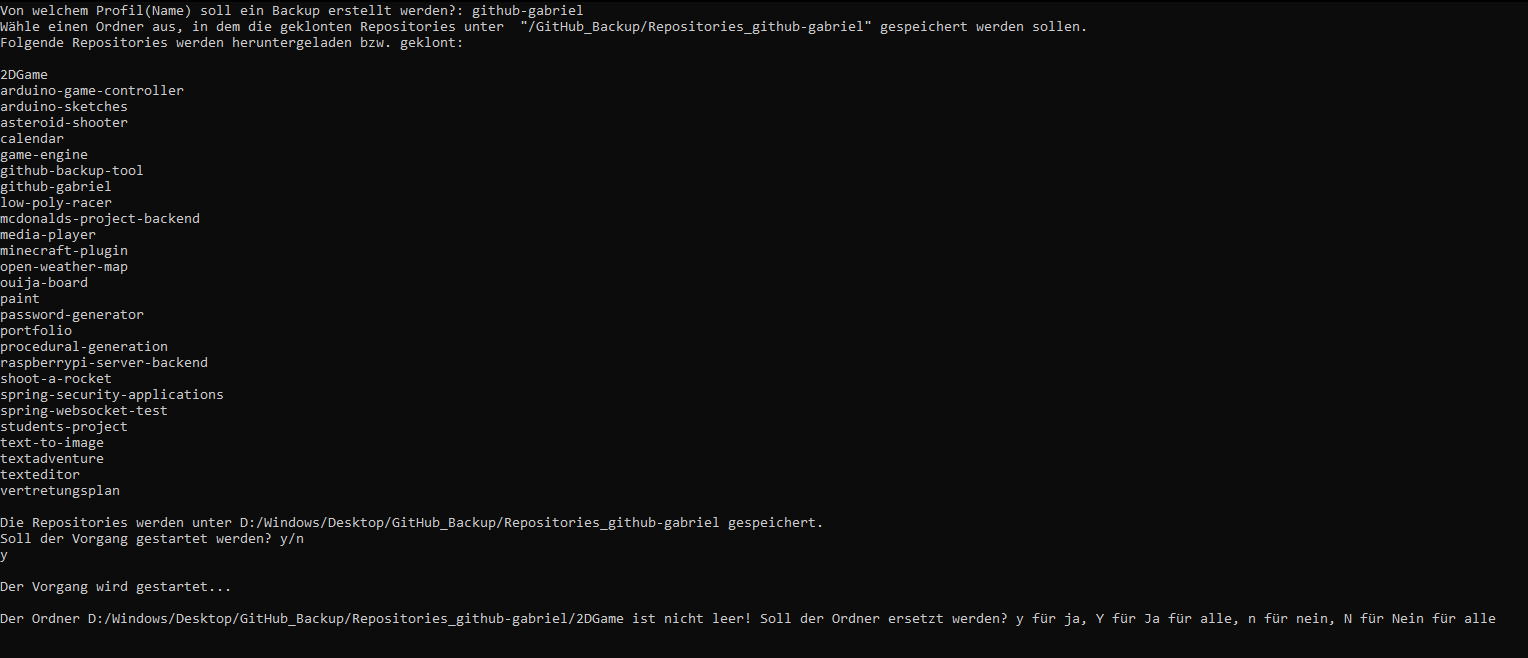 Von welchem Profil(Name) soll ein Backup erstellt werden?: github-gabriel
Wähle einen Ordner aus, in dem die geklonten Repositories unter  "/GitHub_Backup/Repositories_github-gabriel" gespeichert werden sollen.
Folgende Repositories werden heruntergeladen bzw. geklont:

2DGame
arduino-game-controller
arduino-sketches
asteroid-shooter
calendar
game-engine
github-backup-tool
github-gabriel
low-poly-racer
mcdonalds-project-backend
media-player
minecraft-plugin
open-weather-map
ouija-board
paint
password-generator
portfolio
procedural-generation
raspberrypi-server-backend
shoot-a-rocket
spring-security-applications
spring-websocket-test
students-project
text-to-image
textadventure
texteditor
vertretungsplan

Die Repositories werden unter D:/Windows/Desktop/GitHub_Backup/Repositories_github-gabriel gespeichert.
Soll der Vorgang gestartet werden? y/n
y

Der Vorgang wird gestartet...

Der Ordner D:/Windows/Desktop/GitHub_Backup/Repositories_github-gabriel/2DGame ist nicht leer! Soll der Ordner ersetzt werden? y für ja, Y für Ja für alle, n für nein, N für Nein für alle